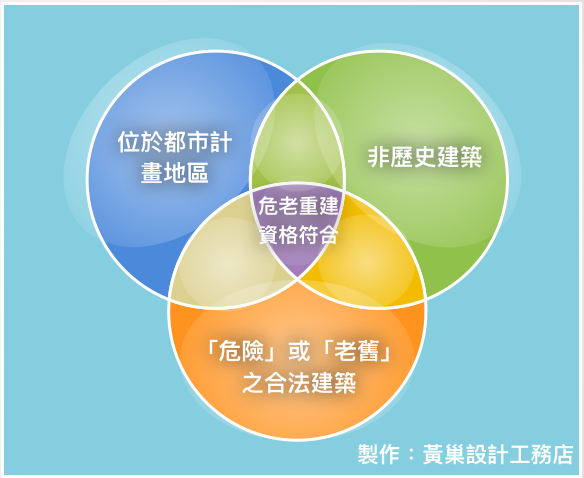 位於都市計
畫地區
非歷史建築
危老重建
資格符合
「危險」或「老舊」
之合法建築
製作：黃巢設計工務店